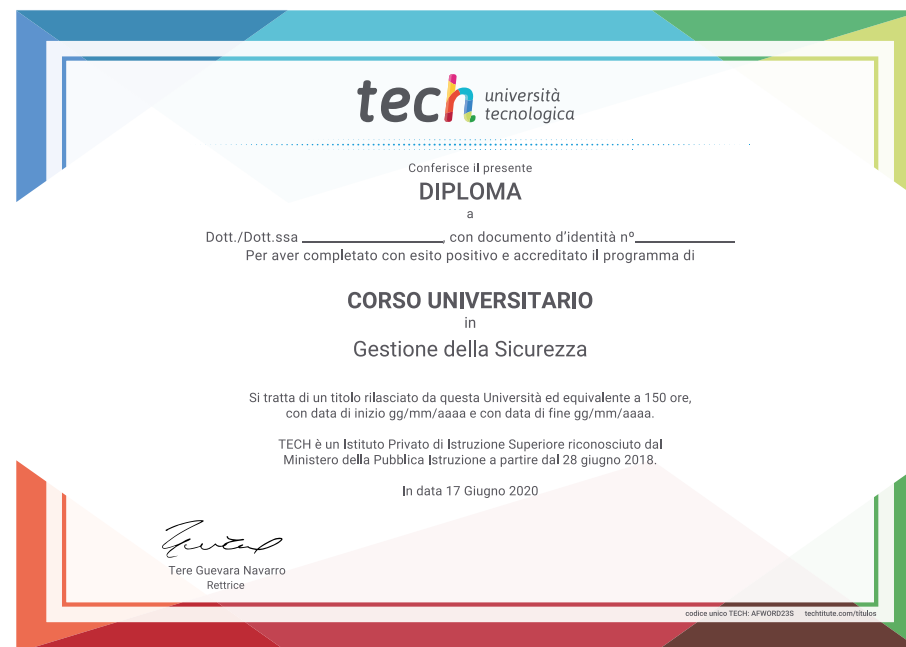 tech università
tecnologica
Conferisce il presente
DIPLOMA
a
Dott./Dott.ssa ____________________, con documento d'identità nº______________
Per aver completato con esito positivo e accreditato il programma di
CORSO UNIVERSITARIO
in
Gestione della Sicurezza
Si tratta di un titolo rilasciato da questa Università ed equivalente a 150 ore,
con data di inizio gg/mm/aaaa e con data di fine gg/mm/aaaa.
TECH è un Istituto Privato di Istruzione Superiore riconosciuto dal
Ministero della Pubblica Istruzione a partire dal 28 giugno 2018.
In data 17 Giugno 2020
Tere Guevara Navarro
Rettrice
codice unico TECH: AFWORD23S techtitute.com/títulos